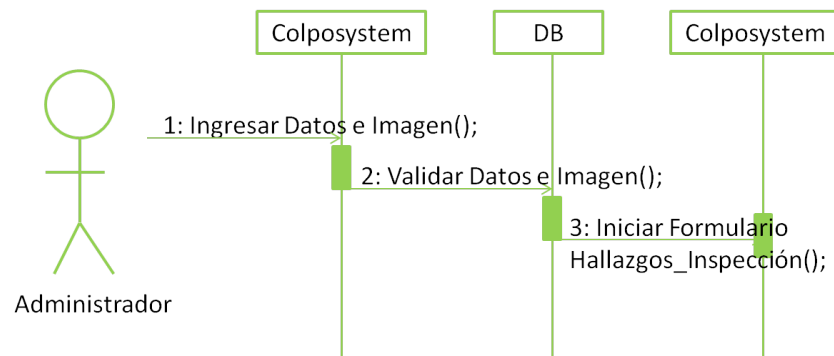 Colposystem
DB
Colposystem
1: Ingresar Datos e Imagen();
2: Validar Datos e Imagen();
3: Iniciar Formulario
Hallazgos_Inspección();
Administrador